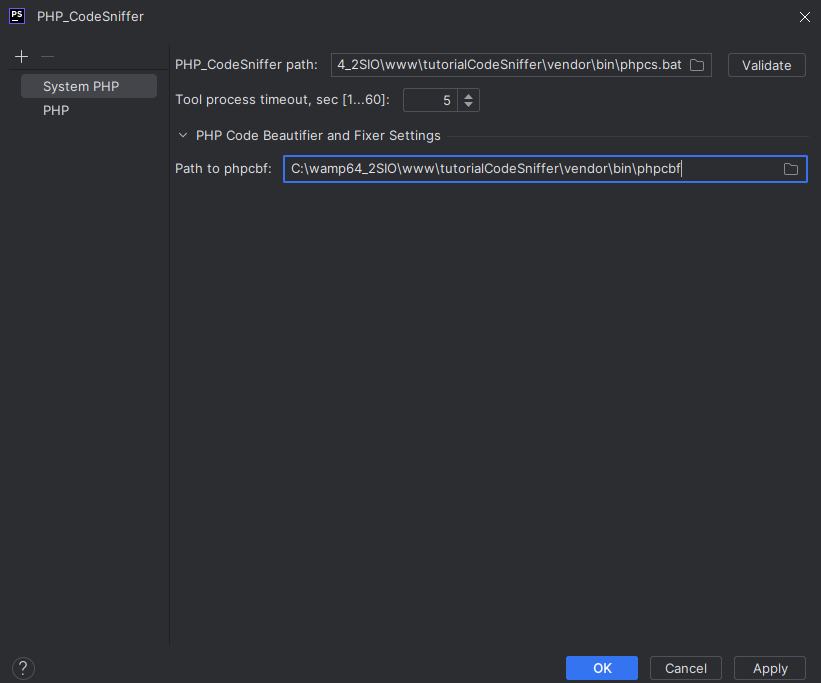 PS PHP_CodeSniffer
System PHP
PHP
PHP_CodeSniffer path: 4_2SIO\www\tutorialCodeSniffer\vendor\bin\phpcs.bat Validate
Tool process timeout, sec [1...60]: 5
PHP Code Beautifier and Fixer Settings
Path to phpcbf: C:\wamp64_2SIO\www\tutorialCodeSniffer\vendor\bin\phpcbf
? OK Cancel Apply